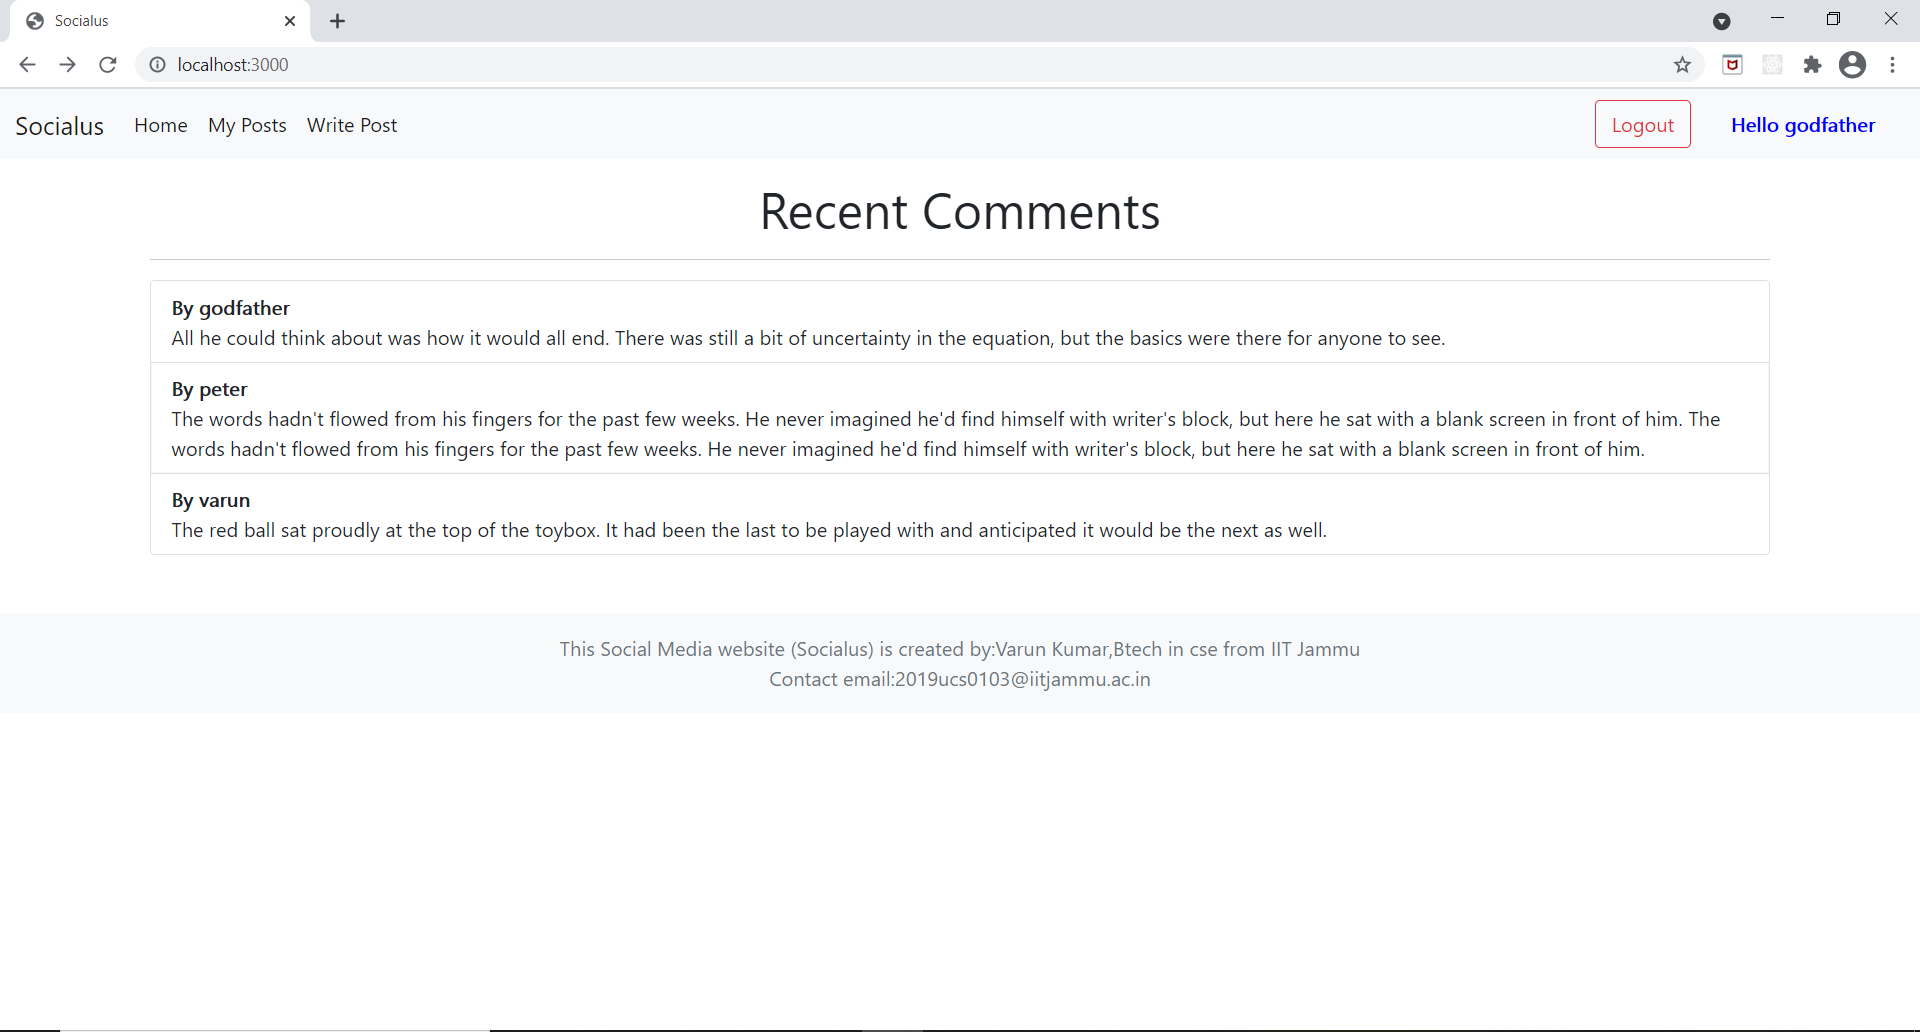 Socialus
localhost:3000
Socialus Home My Posts Write Post Logout Hello godfather
Recent Comments
By godfather
All he could think about was how it would all end. There was still a bit of uncertainty in the equation, but the basics were there for anyone to see.
By peter
The words hadn't flowed from his fingers for the past few weeks. He never imagined he'd find himself with writer's block, but here he sat with a blank screen in front of him. The
words hadn't flowed from his fingers for the past few weeks. He never imagined he'd find himself with writer's block, but here he sat with a blank screen in front of him.
By varun
The red ball sat proudly at the top of the toybox. It had been the last to be played with and anticipated it would be the next as well.
This Social Media website (Socialus) is created by:Varun Kumar,Btech in cse from IIT Jammu
Contact email:2019ucs0103@iitjammu.ac.in